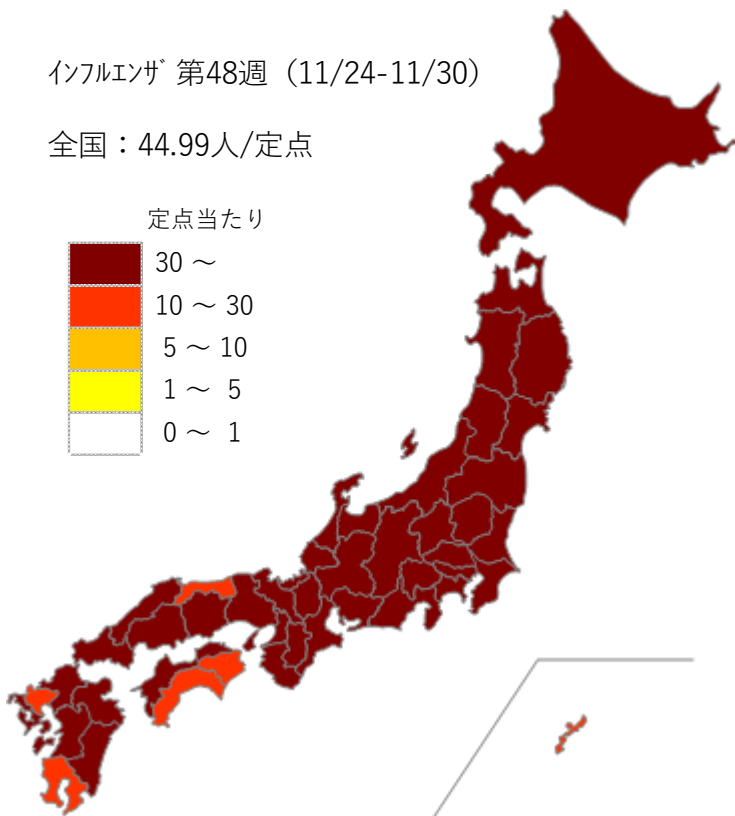 ｲﾝﾌﾙｴﾝｻﾞ 第48週（11/24-11/30）
全国：44.99人/定点
定点当たり
30 ～
10 ～ 30
5 ～ 10
1 ～ 5
0 ～ 1